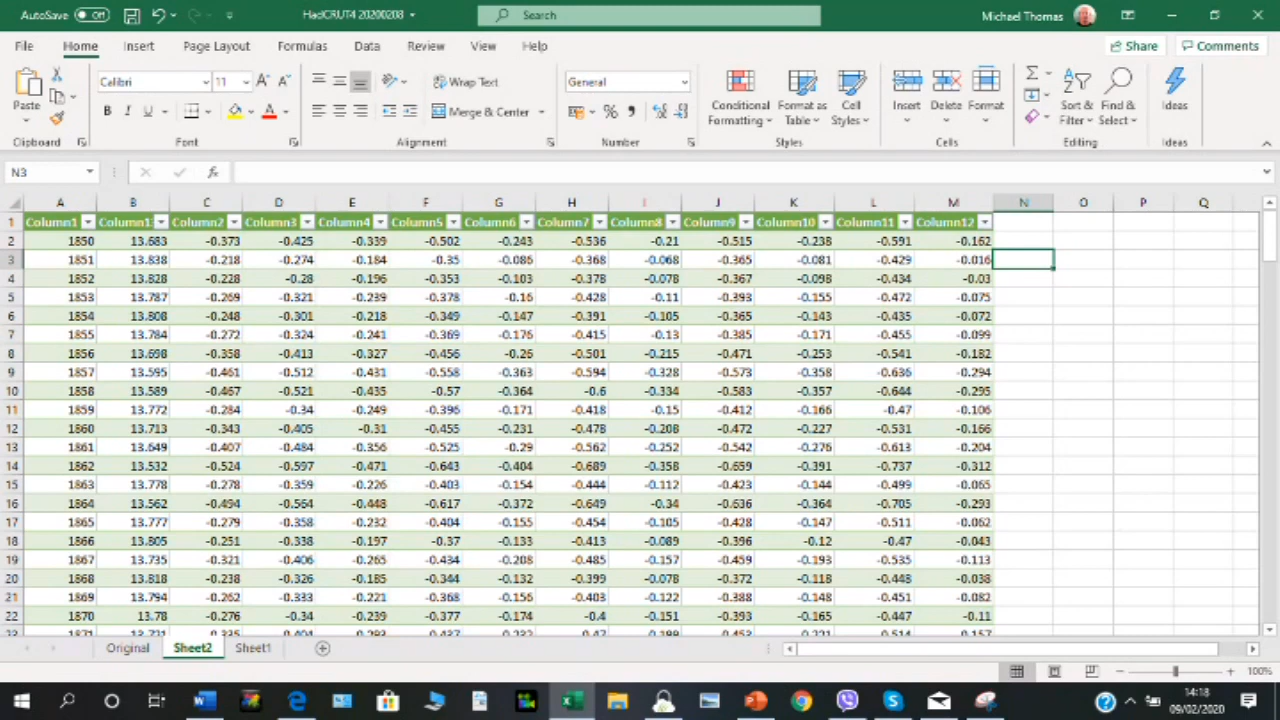 AutoSave Off HadCRUT4 20200208 Search Michael Thomas
File Home Insert Page Layout Formulas Data Review View Help Share Comments
Paste Calibri 11 Wrap Text General Conditional Formatting Format as Table Cell Styles Insert Delete Format Sort & Filter Find & Select Ideas
B I U Merge & Center
Clipboard Font Alignment Number Styles Cells Editing Ideas
N3 fx
A B C D E F G H I J K L M N O P Q
1 Column1 Column1 Column2 Column3 Column4 Column5 Column6 Column7 Column8 Column9 Column10 Column11 Column12
2 1850 13.683 -0.373 -0.425 -0.339 -0.502 -0.243 -0.536 -0.21 -0.515 -0.238 -0.591 -0.162
3 1851 13.838 -0.218 -0.274 -0.184 -0.35 -0.086 -0.368 -0.068 -0.365 -0.081 -0.429 -0.016
4 1852 13.828 -0.228 -0.28 -0.196 -0.353 -0.103 -0.378 -0.078 -0.367 -0.098 -0.434 -0.03
5 1853 13.787 -0.269 -0.321 -0.239 -0.378 -0.16 -0.428 -0.11 -0.393 -0.155 -0.472 -0.075
6 1854 13.808 -0.248 -0.301 -0.218 -0.349 -0.147 -0.391 -0.105 -0.365 -0.143 -0.435 -0.072
7 1855 13.784 -0.272 -0.324 -0.241 -0.369 -0.176 -0.415 -0.13 -0.385 -0.171 -0.455 -0.099
8 1856 13.698 -0.358 -0.413 -0.327 -0.456 -0.26 -0.501 -0.215 -0.471 -0.253 -0.541 -0.182
9 1857 13.595 -0.461 -0.512 -0.431 -0.558 -0.363 -0.594 -0.328 -0.573 -0.358 -0.636 -0.294
10 1858 13.589 -0.467 -0.521 -0.435 -0.57 -0.364 -0.6 -0.334 -0.583 -0.357 -0.644 -0.295
11 1859 13.772 -0.284 -0.34 -0.249 -0.396 -0.171 -0.418 -0.15 -0.412 -0.166 -0.47 -0.106
12 1860 13.713 -0.343 -0.405 -0.31 -0.455 -0.231 -0.478 -0.208 -0.472 -0.227 -0.531 -0.166
13 1861 13.649 -0.407 -0.484 -0.356 -0.525 -0.29 -0.562 -0.252 -0.542 -0.276 -0.613 -0.204
14 1862 13.532 -0.524 -0.597 -0.471 -0.643 -0.404 -0.689 -0.358 -0.659 -0.391 -0.737 -0.312
15 1863 13.778 -0.278 -0.359 -0.226 -0.403 -0.154 -0.444 -0.112 -0.423 -0.144 -0.499 -0.065
16 1864 13.562 -0.494 -0.564 -0.448 -0.617 -0.372 -0.649 -0.34 -0.636 -0.364 -0.705 -0.293
17 1865 13.777 -0.279 -0.358 -0.232 -0.404 -0.155 -0.454 -0.105 -0.428 -0.147 -0.511 -0.062
18 1866 13.805 -0.251 -0.338 -0.197 -0.37 -0.133 -0.413 -0.089 -0.396 -0.12 -0.47 -0.043
19 1867 13.735 -0.321 -0.406 -0.265 -0.434 -0.208 -0.485 -0.157 -0.459 -0.193 -0.535 -0.113
20 1868 13.818 -0.238 -0.326 -0.185 -0.344 -0.132 -0.399 -0.078 -0.372 -0.118 -0.448 -0.038
21 1869 13.794 -0.262 -0.333 -0.221 -0.368 -0.156 -0.403 -0.122 -0.388 -0.148 -0.451 -0.082
22 1870 13.78 -0.276 -0.34 -0.239 -0.377 -0.174 -0.4 -0.151 -0.393 -0.165 -0.447 -0.11
Original Sheet2 Sheet1
100%
14:18
09/02/2020